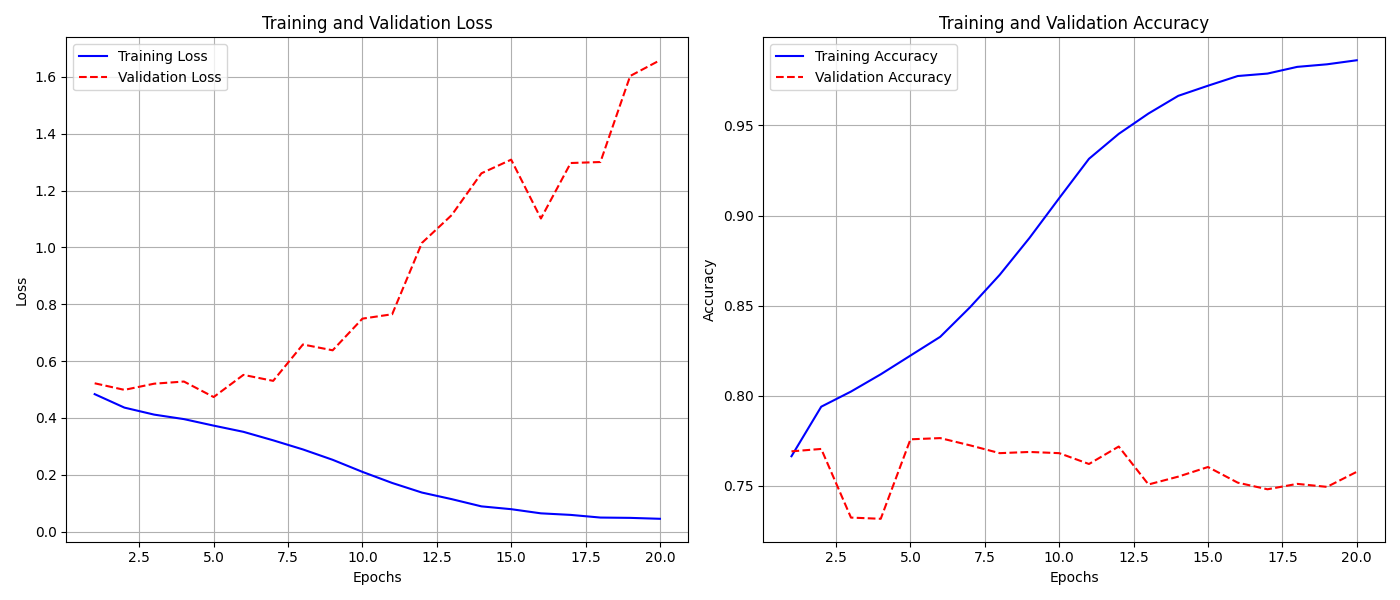 Training and Validation Loss
Training Loss
Validation Loss
1.6
1.4
1.2
1.0
0.8
0.6
0.4
0.2
0.0
Loss
2.5 5.0 7.5 10.0 12.5 15.0 17.5 20.0
Epochs
Training and Validation Accuracy
Training Accuracy
Validation Accuracy
0.95
0.90
0.85
0.80
0.75
Accuracy
2.5 5.0 7.5 10.0 12.5 15.0 17.5 20.0
Epochs